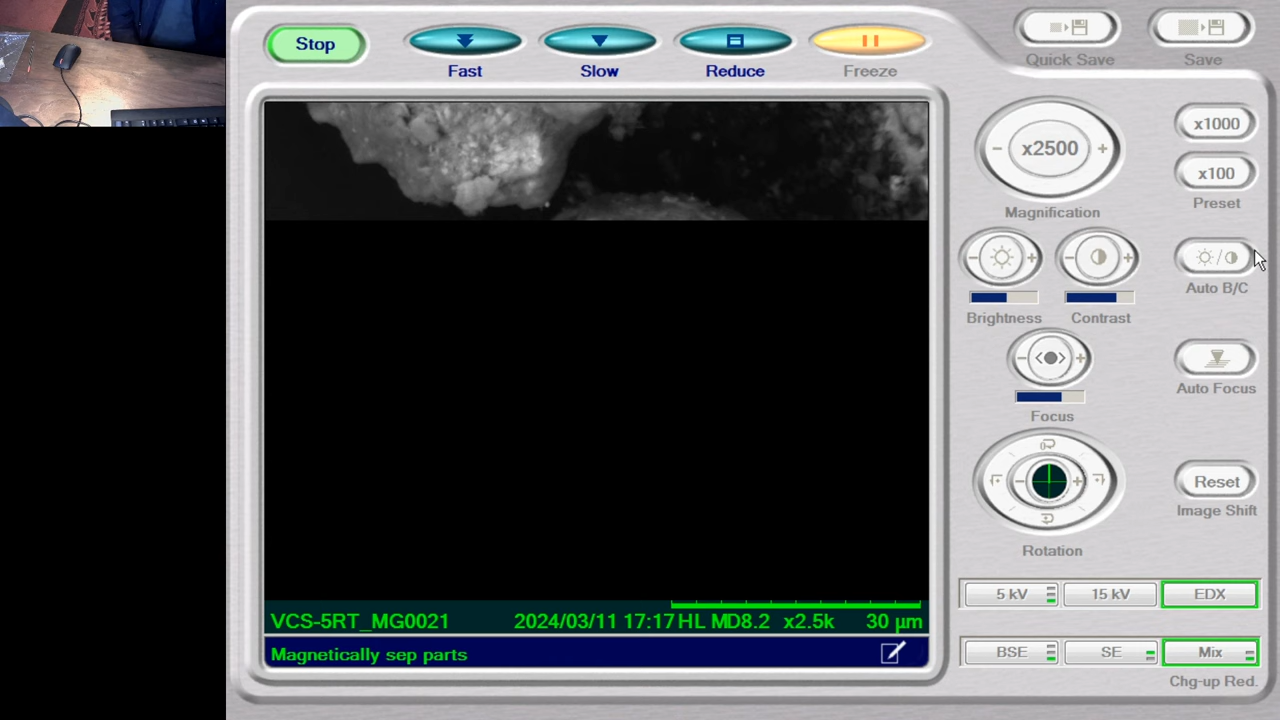 Stop
Fast
Slow
Reduce
Freeze
Quick Save
Save
x2500
Magnification
x1000
x100
Preset
Brightness
Contrast
Auto B/C
Focus
Auto Focus
Rotation
Reset
Image Shift
5 kV
15 kV
EDX
BSE
SE
Mix
Chg-up Red.
VCS-5RT_MG0021 2024/03/11 17:17 HL MD8.2 x2.5k 30 µm
Magnetically sep parts